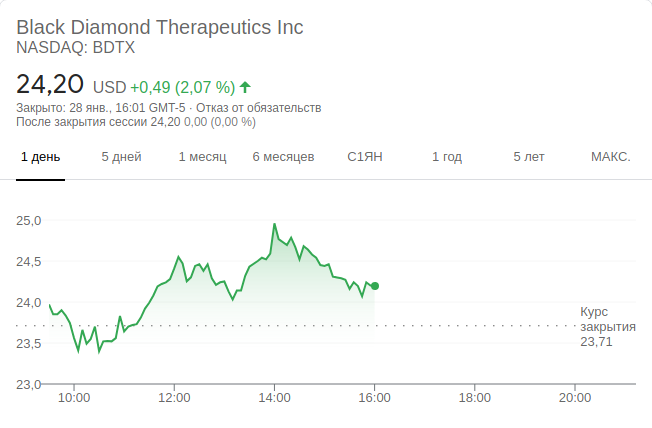 Black Diamond Therapeutics Inc
NASDAQ: BDTX
24,20 USD +0,49 (2,07 %)
Закрыто: 28 янв., 16:01 GMT-5 · Отказ от обязательств
После закрытия сессии 24,20 0,00 (0,00 %)
1 день 5 дней 1 месяц 6 месяцев С1ЯН 1 год 5 лет МАКС.
25,0
24,5
24,0
Курс
закрытия
23,71
23,5
23,0
10:00 12:00 14:00 16:00 18:00 20:00